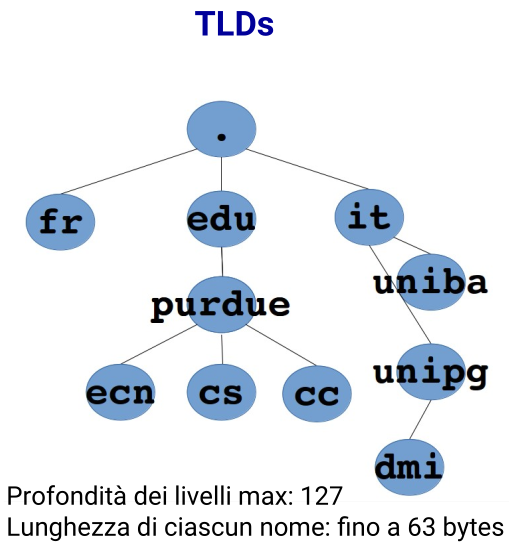 TLDs
.
fr
edu
it
uniba
purdue
unipg
ecn
cs
cc
dmi
Profondità dei livelli max: 127
Lunghezza di ciascun nome: fino a 63 bytes